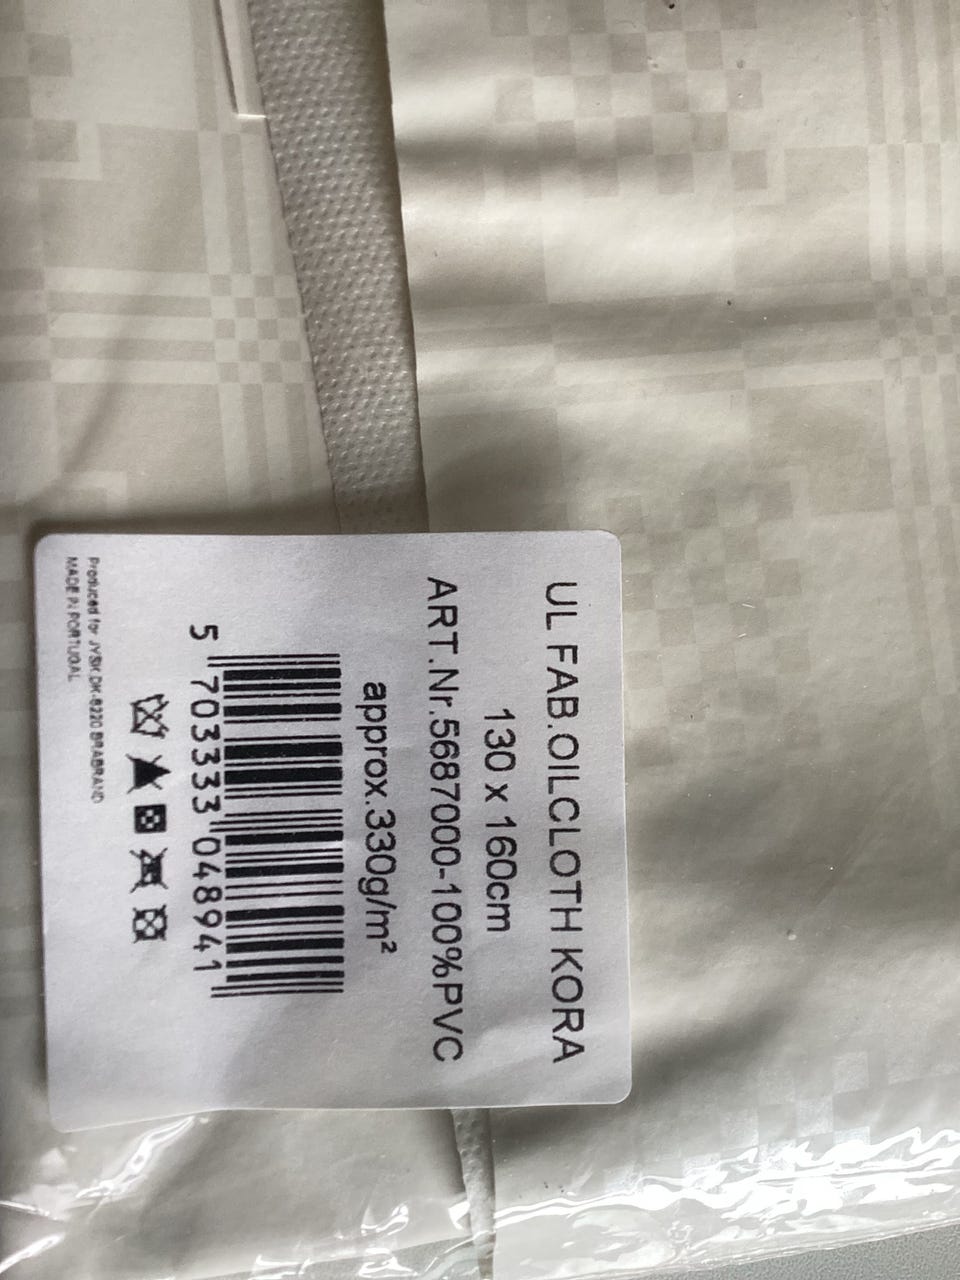 UL FAB.OILCLOTH KORA
130 x 160cm
ART.Nr.5687000-100%PVC
approx.330g/m²
5 703333 048941
Produced for JYSK DK-8220 BRABRAND
MADE IN PORTUGAL